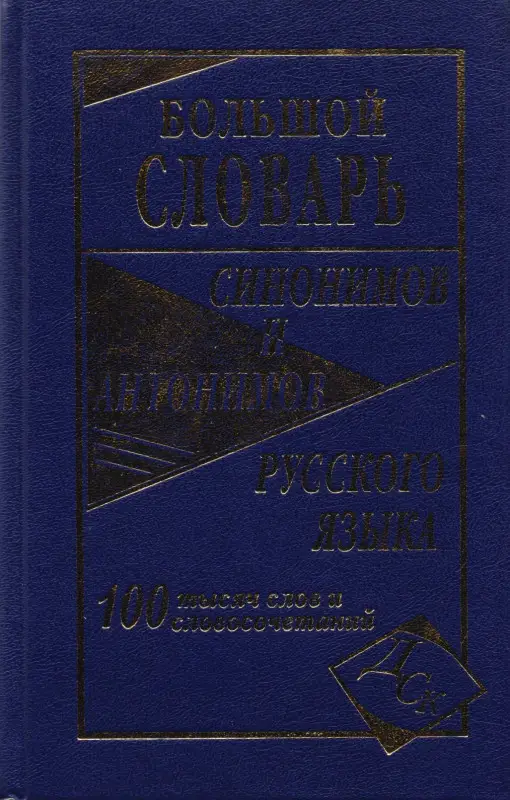 БОЛЬШОЙ
СЛОВАРЬ
СИНОНИМОВ
И
АНТОНИМОВ
РУССКОГО
ЯЗЫКА
100 тысяч слов и
словосочетаний
ДСК